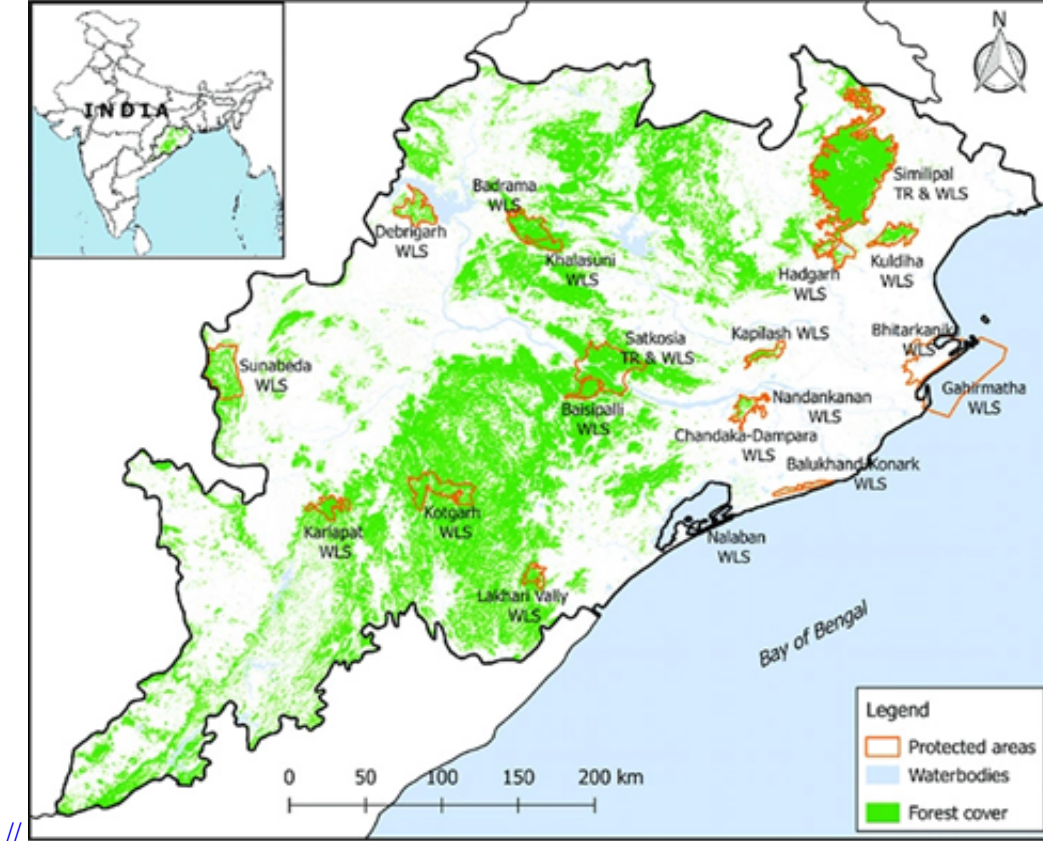 N
INDIA
Similipal
TR & WLS
Badrama
WLS
Debrigarh
WLS
Khalasuni
WLS
Hadgarh
WLS
Kuldiha
WLS
Satkosia
TR & WLS
Kapilash WLS
Bhitarkanika
WLS
Sunabeda
WLS
Gahirmatha
WLS
Baisipalli
WLS
Nandankanan
WLS
Chandaka-Dampara
WLS
Balukhand Konark
WLS
Karlapat
WLS
Kotgarh
WLS
Nalaban
WLS
Lakhari Vally
WLS
Bay of Bengal
Legend
Protected areas
Waterbodies
Forest cover
0 50 100 150 200 km
//